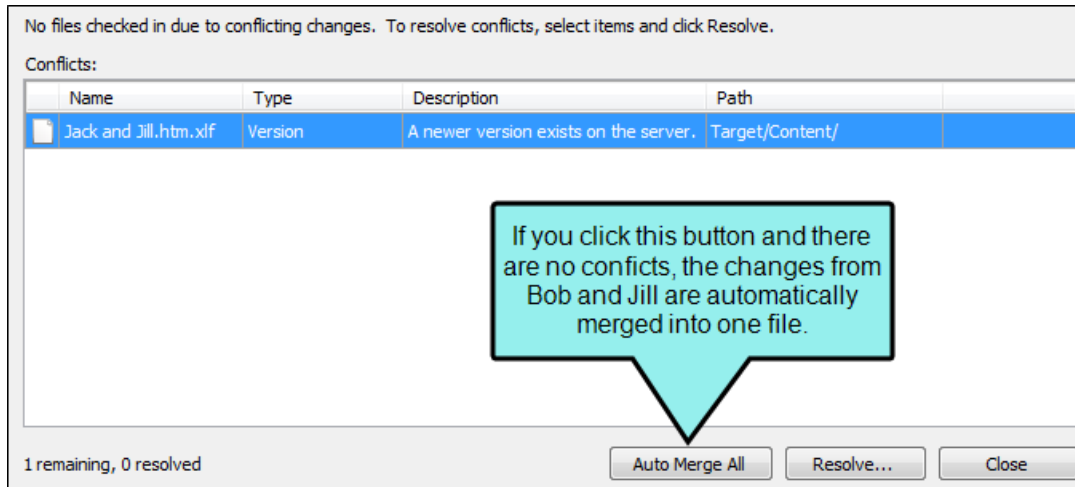 No files checked in due to conflicting changes.  To resolve conflicts, select items and click Resolve.
Conflicts:
Name Type Description Path
Jack and Jill.htm.xlf Version A newer version exists on the server. Target/Content/
If you click this button and there
are no conficts, the changes from
Bob and Jill are automatically
merged into one file.
1 remaining, 0 resolved Auto Merge All Resolve... Close